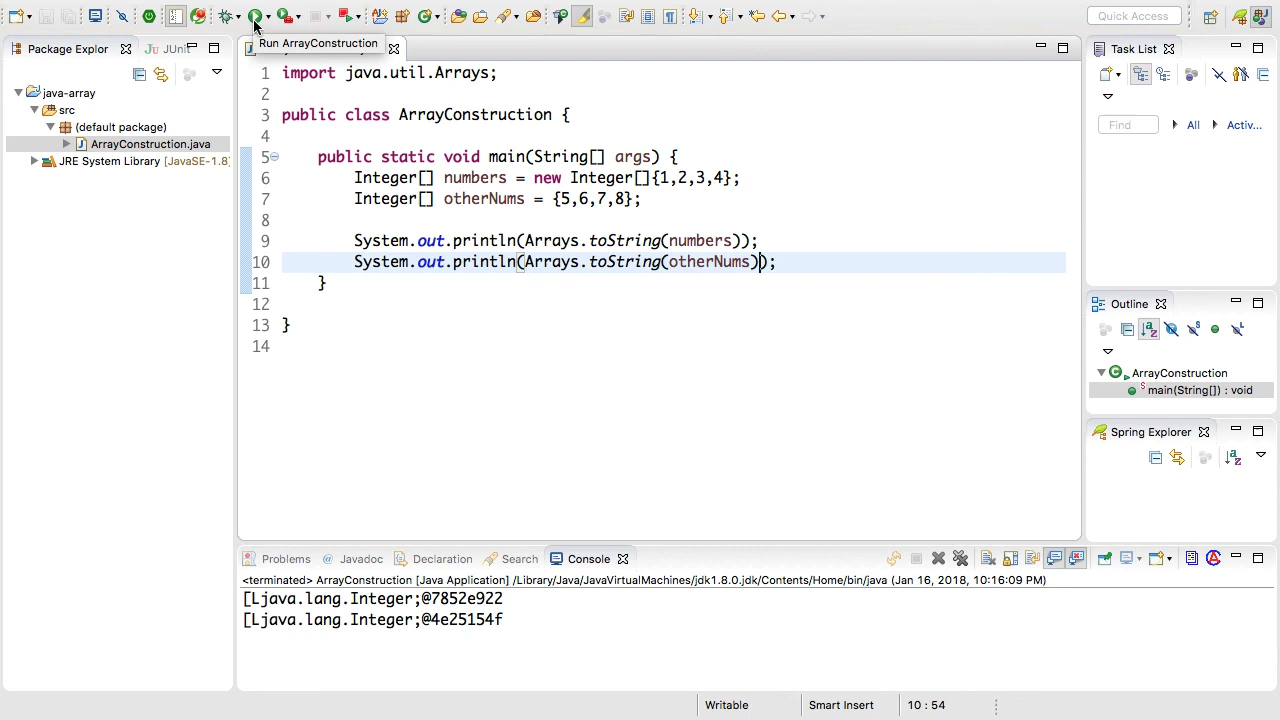 Quick Access
Run ArrayConstruction
Package Explor
JUnit
java-array
src
(default package)
ArrayConstruction.java
JRE System Library [JavaSE-1.8]
1 import java.util.Arrays;
2
3 public class ArrayConstruction {
4
5 public static void main(String[] args) {
6 Integer[] numbers = new Integer[]{1,2,3,4};
7 Integer[] otherNums = {5,6,7,8};
8
9 System.out.println(Arrays.toString(numbers));
10 System.out.println(Arrays.toString(otherNums));
11 }
12
13 }
14
Task List
Find
All
Activ...
Outline
ArrayConstruction
main(String[]) : void
Spring Explorer
Problems
@ Javadoc
Declaration
Search
Console
<terminated> ArrayConstruction [Java Application] /Library/Java/JavaVirtualMachines/jdk1.8.0.jdk/Contents/Home/bin/java (Jan 16, 2018, 10:16:09 PM)
[Ljava.lang.Integer;@7852e922
[Ljava.lang.Integer;@4e25154f
Writable
Smart Insert
10 : 54